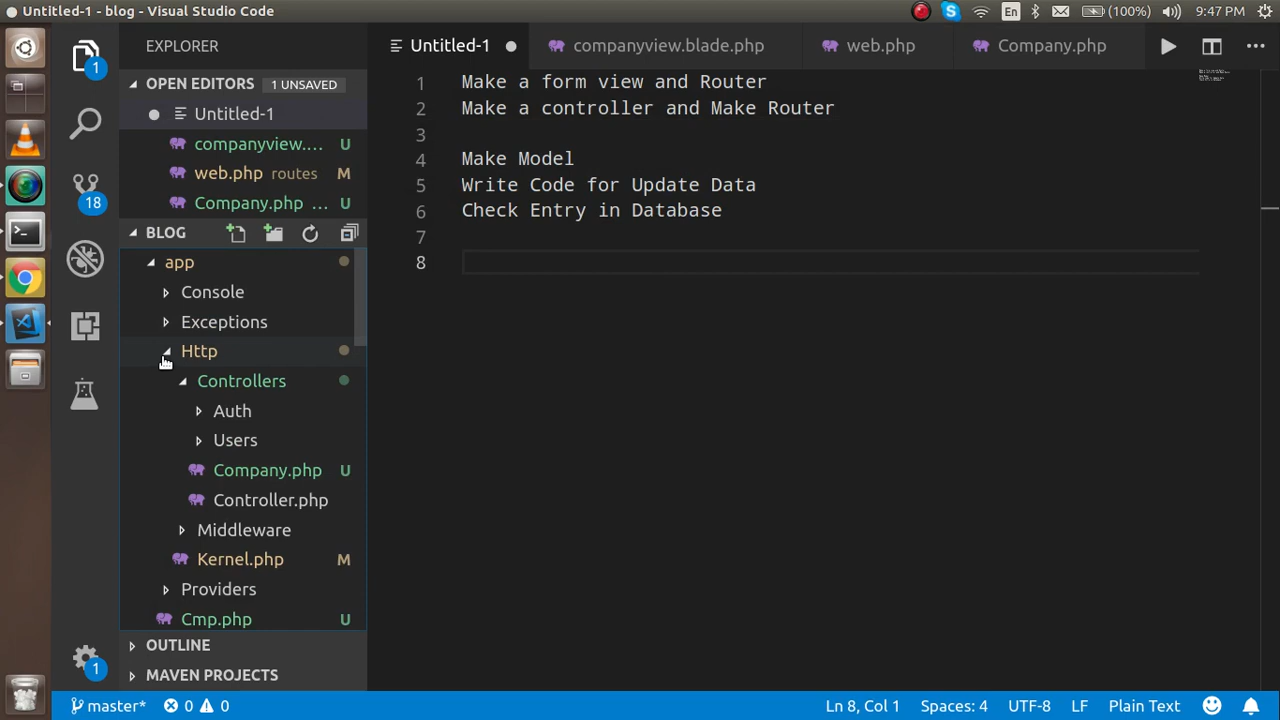 Untitled-1 - blog - Visual Studio Code
En
(100%)
9:47 PM
EXPLORER
1
18
1
OPEN EDITORS 1 UNSAVED
Untitled-1
companyview.... U
web.php routes M
Company.php ... U
BLOG
app
Console
Exceptions
Http
Controllers
Auth
Users
Company.php U
Controller.php
Middleware
Kernel.php M
Providers
Cmp.php U
OUTLINE
MAVEN PROJECTS
Untitled-1
companyview.blade.php
web.php
Company.php
1 Make a form view and Router
2 Make a controller and Make Router
3
4 Make Model
5 Write Code for Update Data
6 Check Entry in Database
7
8
master* 0 0
Ln 8, Col 1 Spaces: 4 UTF-8 LF Plain Text